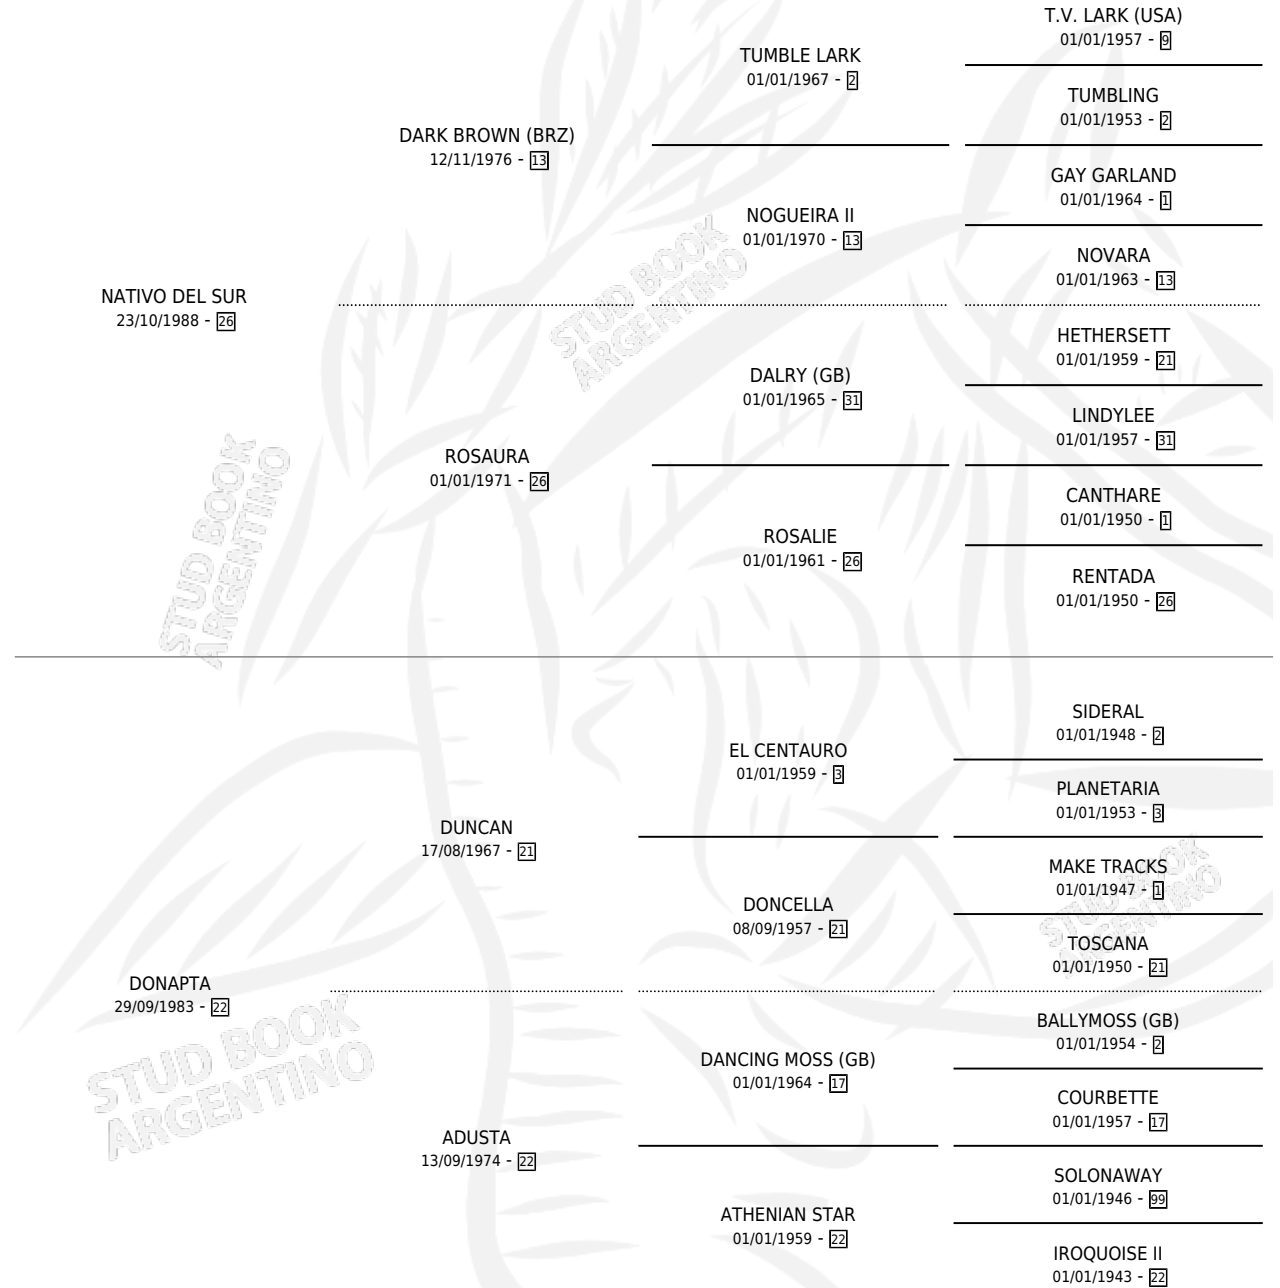 T.V. LARK (USA)
01/01/1957 - 9
TUMBLE LARK
01/01/1967 - 2
TUMBLING
01/01/1953 - 2
DARK BROWN (BRZ)
12/11/1976 - 13
GAY GARLAND
01/01/1964 - 1
NOGUEIRA II
01/01/1970 - 13
NOVARA
01/01/1963 - 13
NATIVO DEL SUR
23/10/1988 - 26
HETHERSETT
01/01/1959 - 21
DALRY (GB)
01/01/1965 - 31
LINDYLEE
01/01/1957 - 31
ROSAURA
01/01/1971 - 26
CANTHARE
01/01/1950 - 1
ROSALIE
01/01/1961 - 26
RENTADA
01/01/1950 - 26
STUD BOOK
ARGENTINO
STUD BOOK
ARGENTINO
SIDERAL
01/01/1948 - 2
EL CENTAURO
01/01/1959 - 3
PLANETARIA
01/01/1953 - 3
DUNCAN
17/08/1967 - 21
MAKE TRACKS
01/01/1947 - 1
DONCELLA
08/09/1957 - 21
TOSCANA
01/01/1950 - 21
DONAPTA
29/09/1983 - 22
BALLYMOSS (GB)
01/01/1954 - 2
DANCING MOSS (GB)
01/01/1964 - 17
COURBETTE
01/01/1957 - 17
ADUSTA
13/09/1974 - 22
SOLONAWAY
01/01/1946 - 99
ATHENIAN STAR
01/01/1959 - 22
IROQUOISE II
01/01/1943 - 22
STUD BOOK
ARGENTINO
STUD BOOK
ARGENTINO